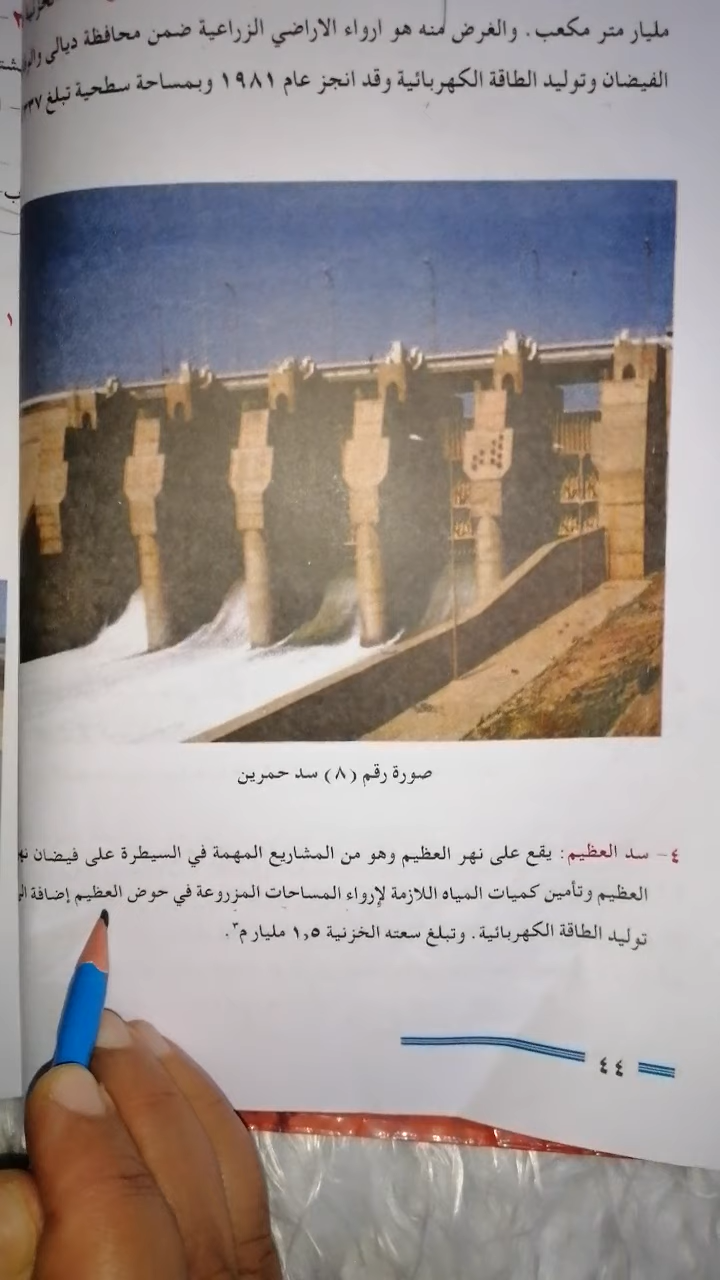 مليار متر مكعب. والغرض منه هو ارواء الاراضي الزراعية ضمن محافظة ديالى
الفيضان وتوليد الطاقة الكهربائية وقد انجز عام ١٩٨١ وبمساحة سطحية تبلغ ٣٣٧
صورة رقم (٨) سد حمرين
٤- سد العظيم: يقع على نهر العظيم وهو من المشاريع المهمة في السيطرة على فيضان
العظيم وتأمين كميات المياه اللازمة لإرواء المساحات المزروعة في حوض العظيم إضافة
توليد الطاقة الكهربائية. وتبلغ سعته الخزنية ١,٥ مليار م٣.
٤٤